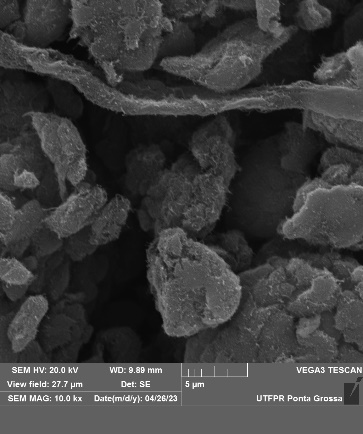 SEM HV: 20.0 kV WD: 9.89 mm VEGA3 TESCAN
View field: 27.7 µm Det: SE 5 µm
SEM MAG: 10.0 kx Date(m/d/y): 04/26/23 UTFPR Ponta Grossa